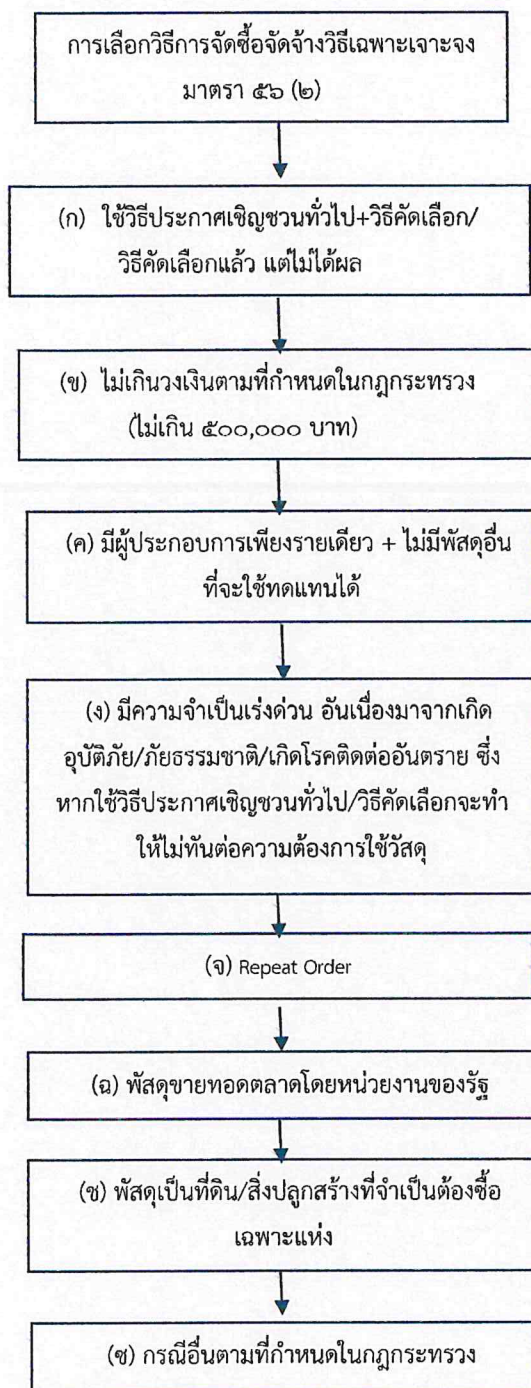 การเลือกวิธีการจัดซื้อจัดจ้างวิธีเฉพาะเจาะจง
มาตรา ๕๖ (๒)
(ก) ใช้วิธีประกาศเชิญชวนทั่วไป+วิธีคัดเลือก/
วิธีคัดเลือกแล้ว แต่ไม่ได้ผล
(ข) ไม่เกินวงเงินตามที่กำหนดในกฎกระทรวง
(ไม่เกิน ๕๐๐,๐๐๐ บาท)
(ค) มีผู้ประกอบการเพียงรายเดียว + ไม่มีพัสดุอื่น
ที่จะใช้ทดแทนได้
(ง) มีความจำเป็นเร่งด่วน อันเนื่องมาจากเกิด
อุบัติภัย/ภัยธรรมชาติ/เกิดโรคติดต่ออันตราย ซึ่ง
หากใช้วิธีประกาศเชิญชวนทั่วไป/วิธีคัดเลือกจะทำ
ให้ไม่ทันต่อความต้องการใช้วัสดุ
(จ) Repeat Order
(ฉ) พัสดุขายทอดตลาดโดยหน่วยงานของรัฐ
(ช) พัสดุเป็นที่ดิน/สิ่งปลูกสร้างที่จำเป็นต้องซื้อ
เฉพาะแห่ง
(ซ) กรณีอื่นตามที่กำหนดในกฎกระทรวง